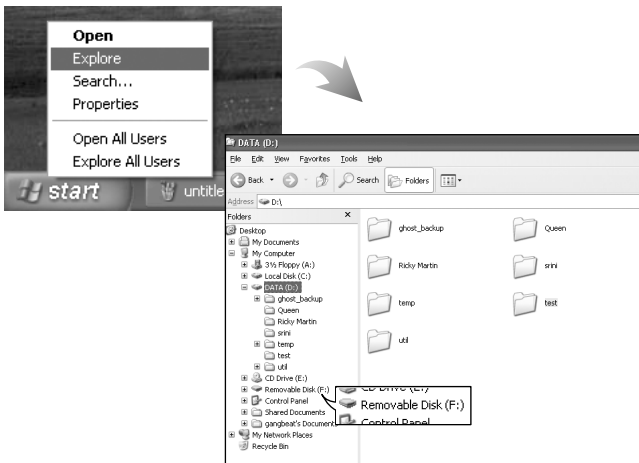 Open
Explore
Search...
Properties
Open All Users
Explore All Users
start
untitle
DATA (D:)
File Edit View Favorites Tools Help
Back Search Folders
Address D:\
Folders x
Desktop
My Documents
My Computer
3½ Floppy (A:)
Local Disk (C:)
DATA (D:)
ghost_backup
Queen
Ricky Martin
srini
temp
test
util
CD Drive (E:)
Removable Disk (F:)
Control Panel
Shared Documents
gangbeat's Documents
My Network Places
Recycle Bin
ghost_backup Queen
Ricky Martin srini
temp test
util
CD Drive (E:)
Removable Disk (F:)
Control Panel